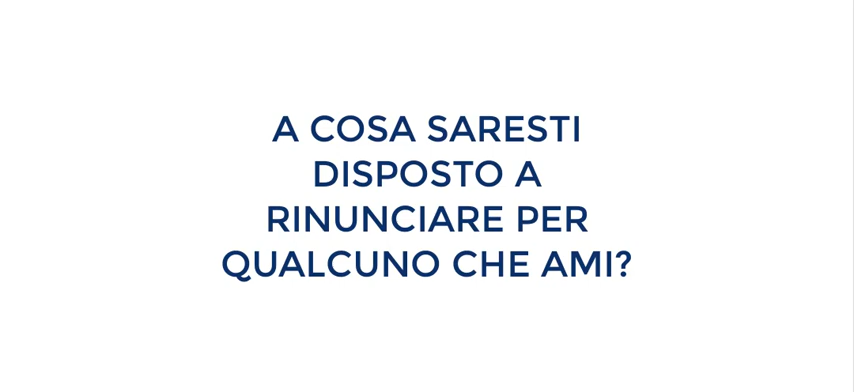 A COSA SARESTI
DISPOSTO A
RINUNCIARE PER
QUALCUNO CHE AMI?